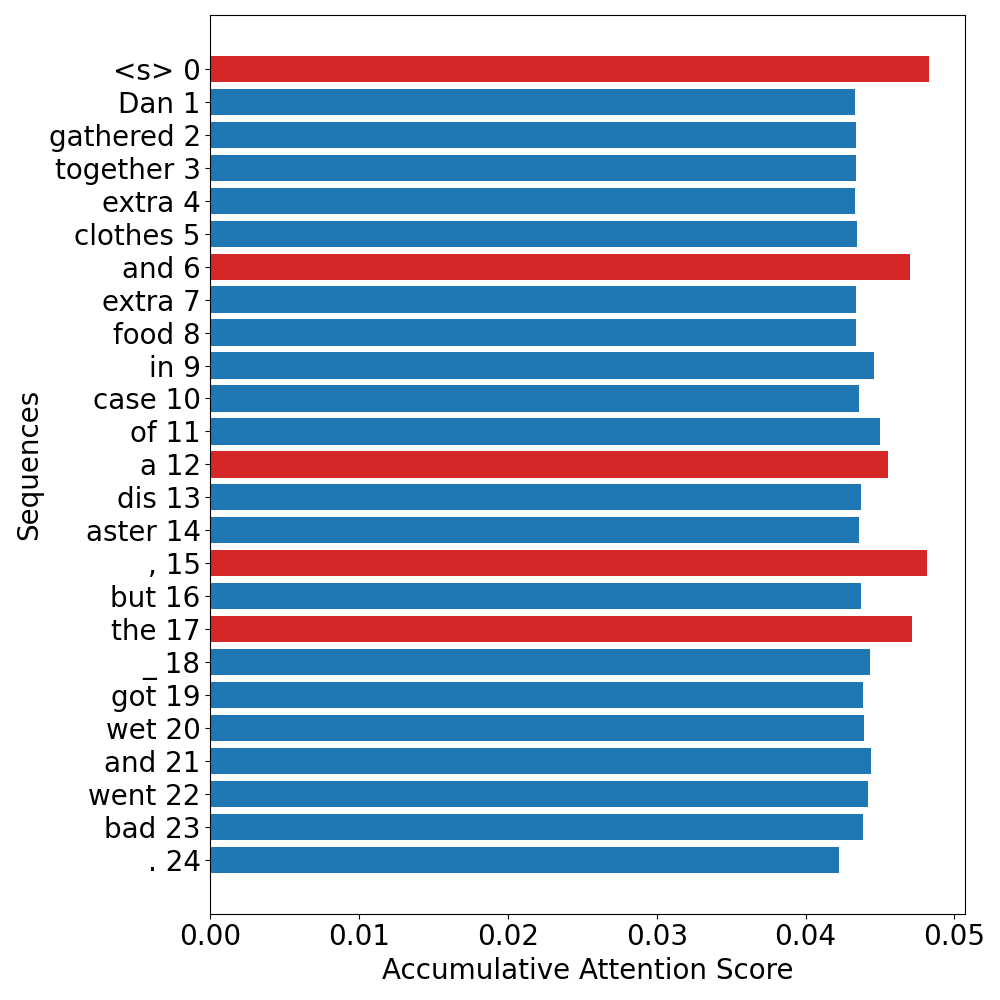 <s> 0
Dan 1
gathered 2
together 3
extra 4
clothes 5
and 6
extra 7
food 8
in 9
case 10
of 11
a 12
dis 13
aster 14
, 15
but 16
the 17
_ 18
got 19
wet 20
and 21
went 22
bad 23
. 24
Sequences
0.00 0.01 0.02 0.03 0.04 0.05
Accumulative Attention Score